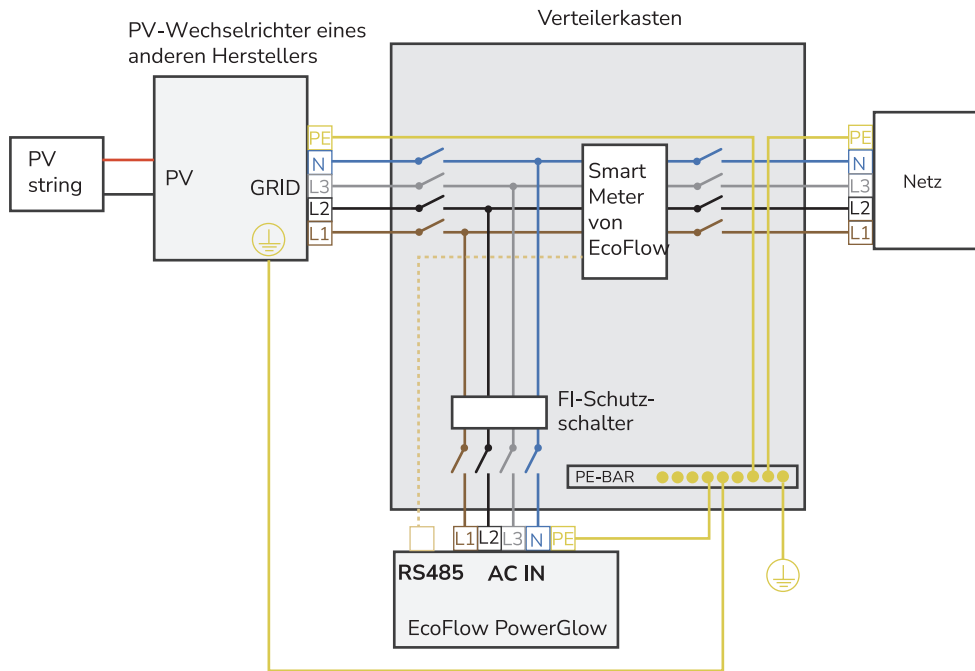 Verteilerkasten
PV-Wechselrichter eines
anderen Herstellers
PV
string
PV
GRID
PE
N
L3
L2
L1
Smart
Meter
von
EcoFlow
PE
N
L3
L2
L1
Netz
FI-Schutz-
schalter
PE-BAR
L1 L2 L3 N PE
RS485 AC IN
EcoFlow PowerGlow